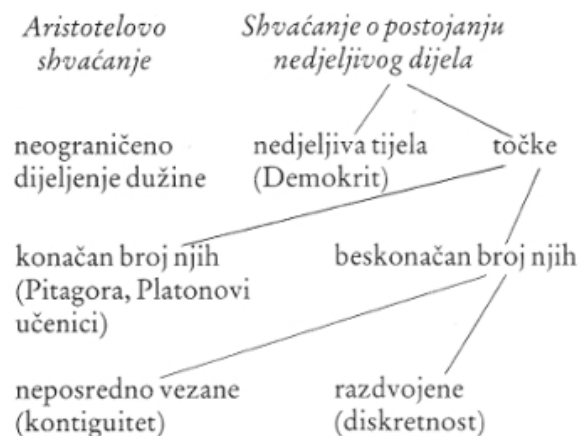 Aristotelovo
shvaćanje
Shvaćanje o postojanju
nedjeljivog dijela
neograničeno
dijeljenje dužine
nedjeljiva tijela
(Demokrit)
točke
konačan broj njih
(Pitagora, Platonovi
učenici)
beskonačan broj njih
neposredno vezane
(kontiguitet)
razdvojene
(diskretnost)